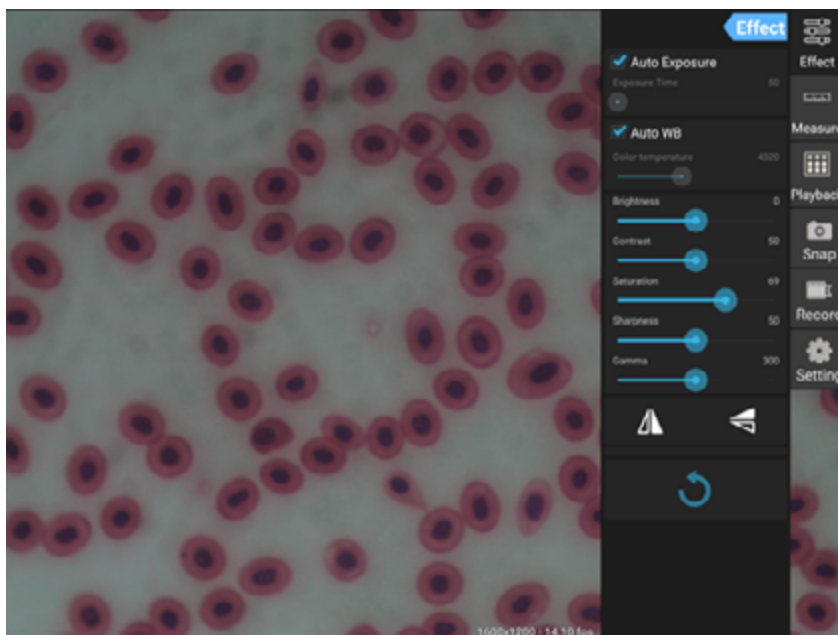 Effect
Auto Exposure
Exposure Time 50
Auto WB
Color temperature 4320
Brightness 0
Contrast 50
Saturation 69
Sharpness 50
Gamma 300
Effect
Measure
Playback
Snap
Record
Setting
1600x1200 | 14.10 fps